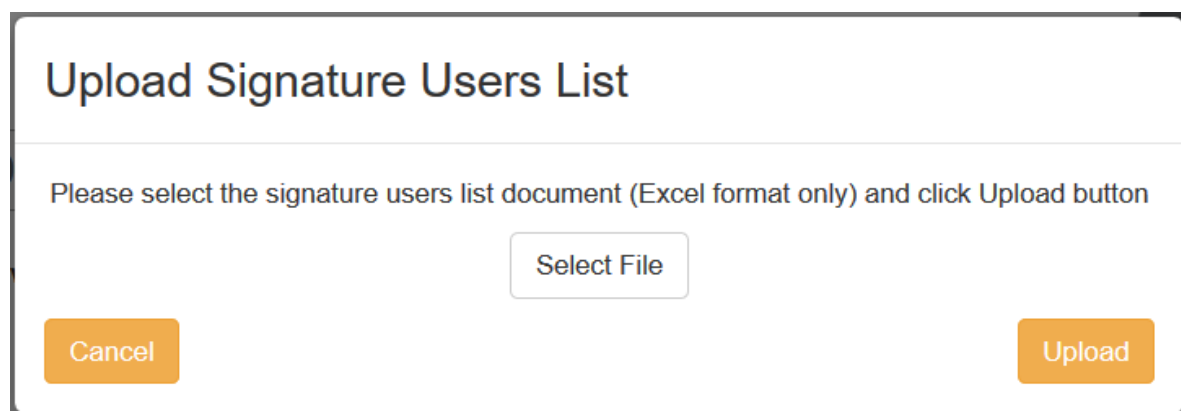 Upload Signature Users List
Please select the signature users list document (Excel format only) and click Upload button
Select File
Cancel
Upload